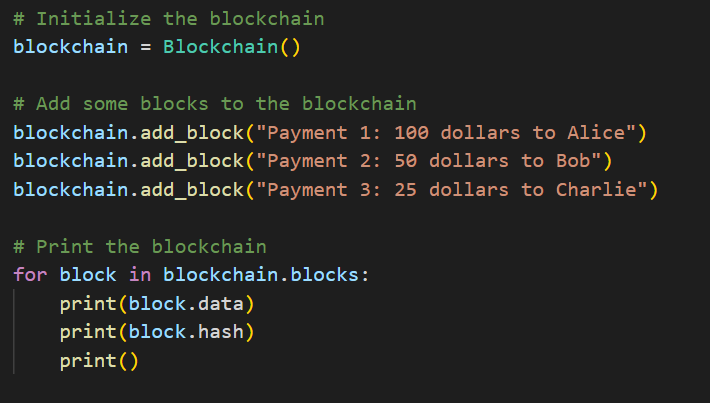 # Initialize the blockchain
blockchain = Blockchain()
# Add some blocks to the blockchain
blockchain.add_block("Payment 1: 100 dollars to Alice")
blockchain.add_block("Payment 2: 50 dollars to Bob")
blockchain.add_block("Payment 3: 25 dollars to Charlie")
# Print the blockchain
for block in blockchain.blocks:
    print(block.data)
    print(block.hash)
    print()